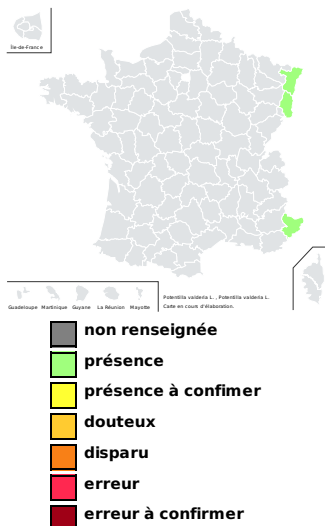 Île-de-France
Guadeloupe Martinique Guyane La Réunion Mayotte
Potentilla valderia L. , Potentilla valderia L.
Carte en cours d'élaboration.
non renseignée
présence
présence à confimer
douteux
disparu
erreur
erreur à confirmer